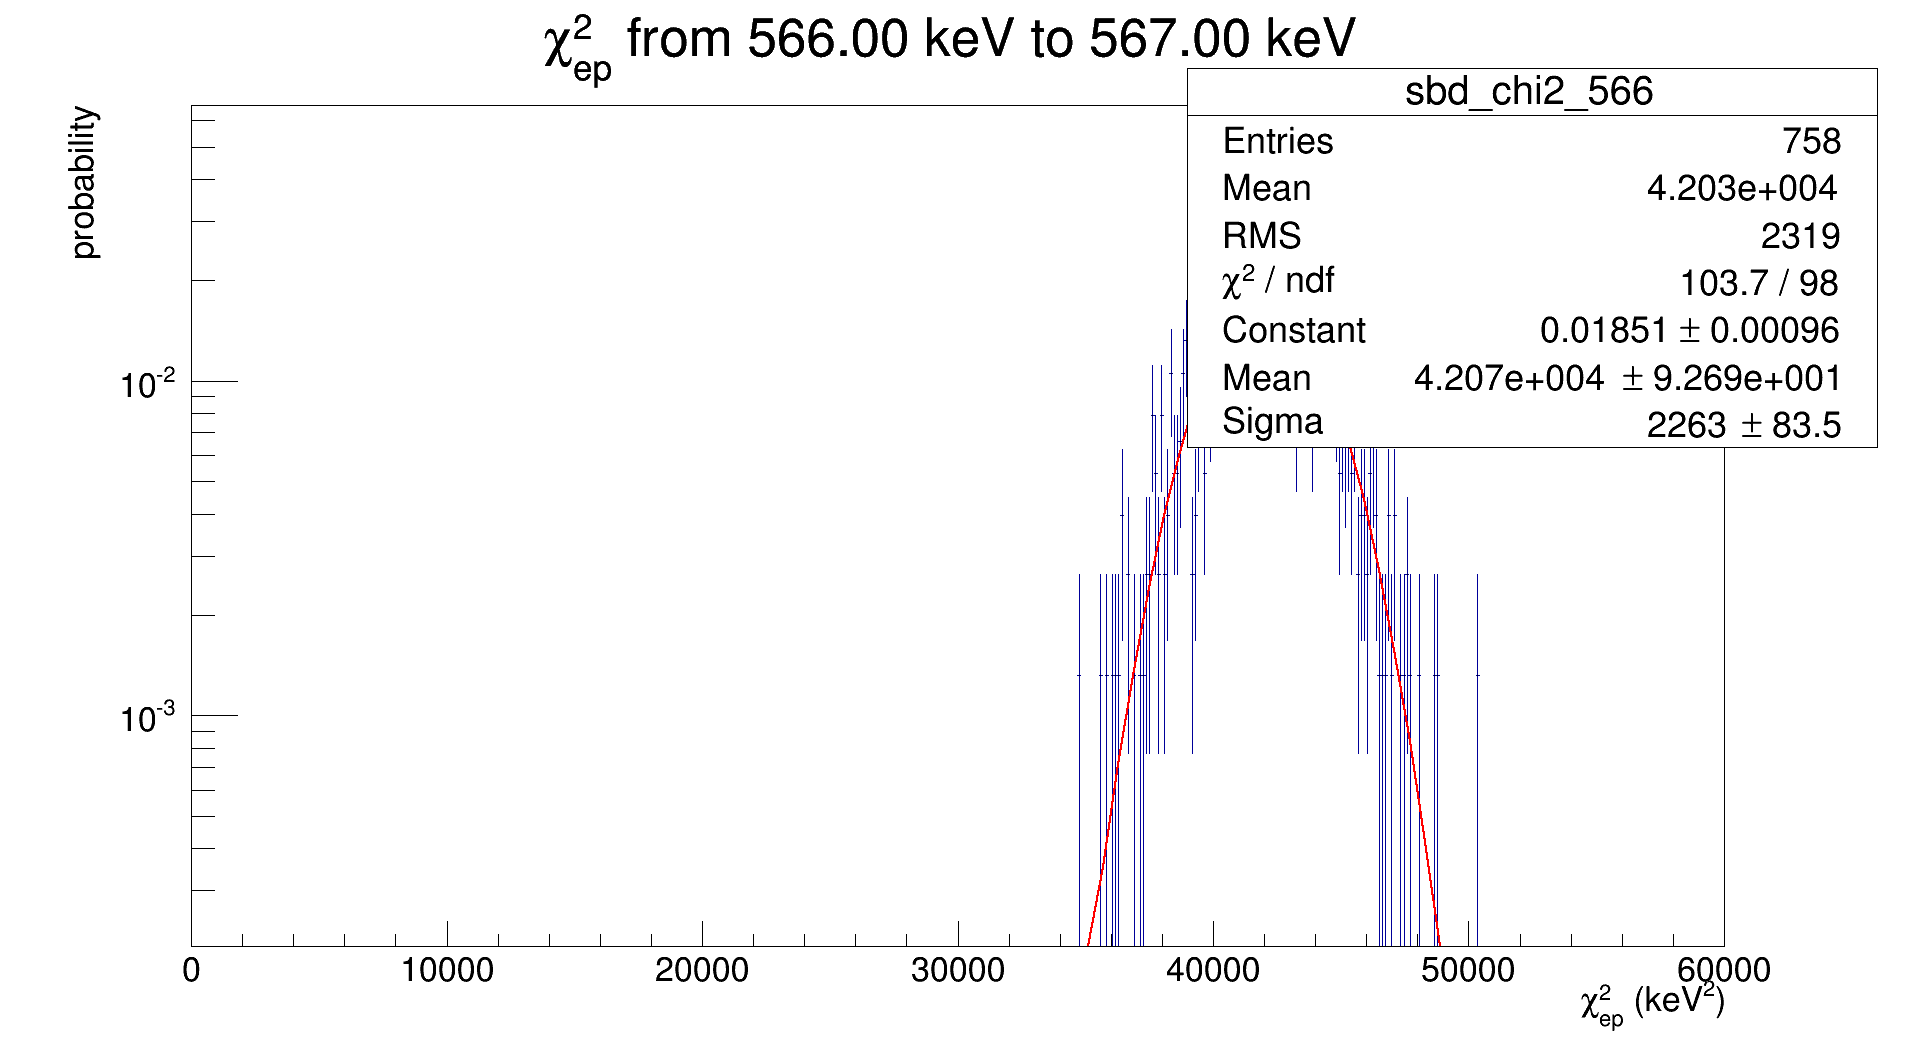 χ²ep from 566.00 keV to 567.00 keV
sbd_chi2_566
Entries 758
Mean 4.203e+004
RMS 2319
χ² / ndf 103.7 / 98
Constant 0.01851 ± 0.00096
Mean 4.207e+004 ± 9.269e+001
Sigma 2263 ± 83.5
probability
10⁻²
10⁻³
0 10000 20000 30000 40000 50000 60000
χ²ep (keV²)